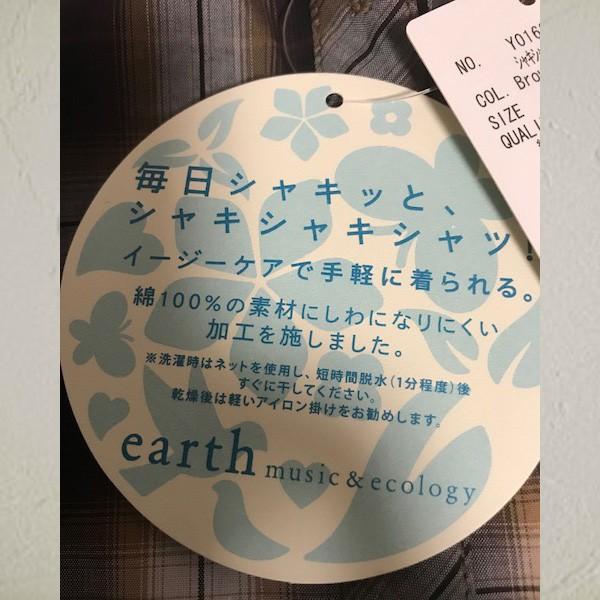 毎日シャキッと、
シャキシャキシャツ!
イージーケアで手軽に着られる。
綿100%の素材にしわになりにくい
加工を施しました。
※洗濯時はネットを使用し、短時間脱水(1分程度)後
すぐに干してください。
乾燥後は軽いアイロン掛けをお勧めします。
earth music & ecology
NO.
COL. Bro
SIZE